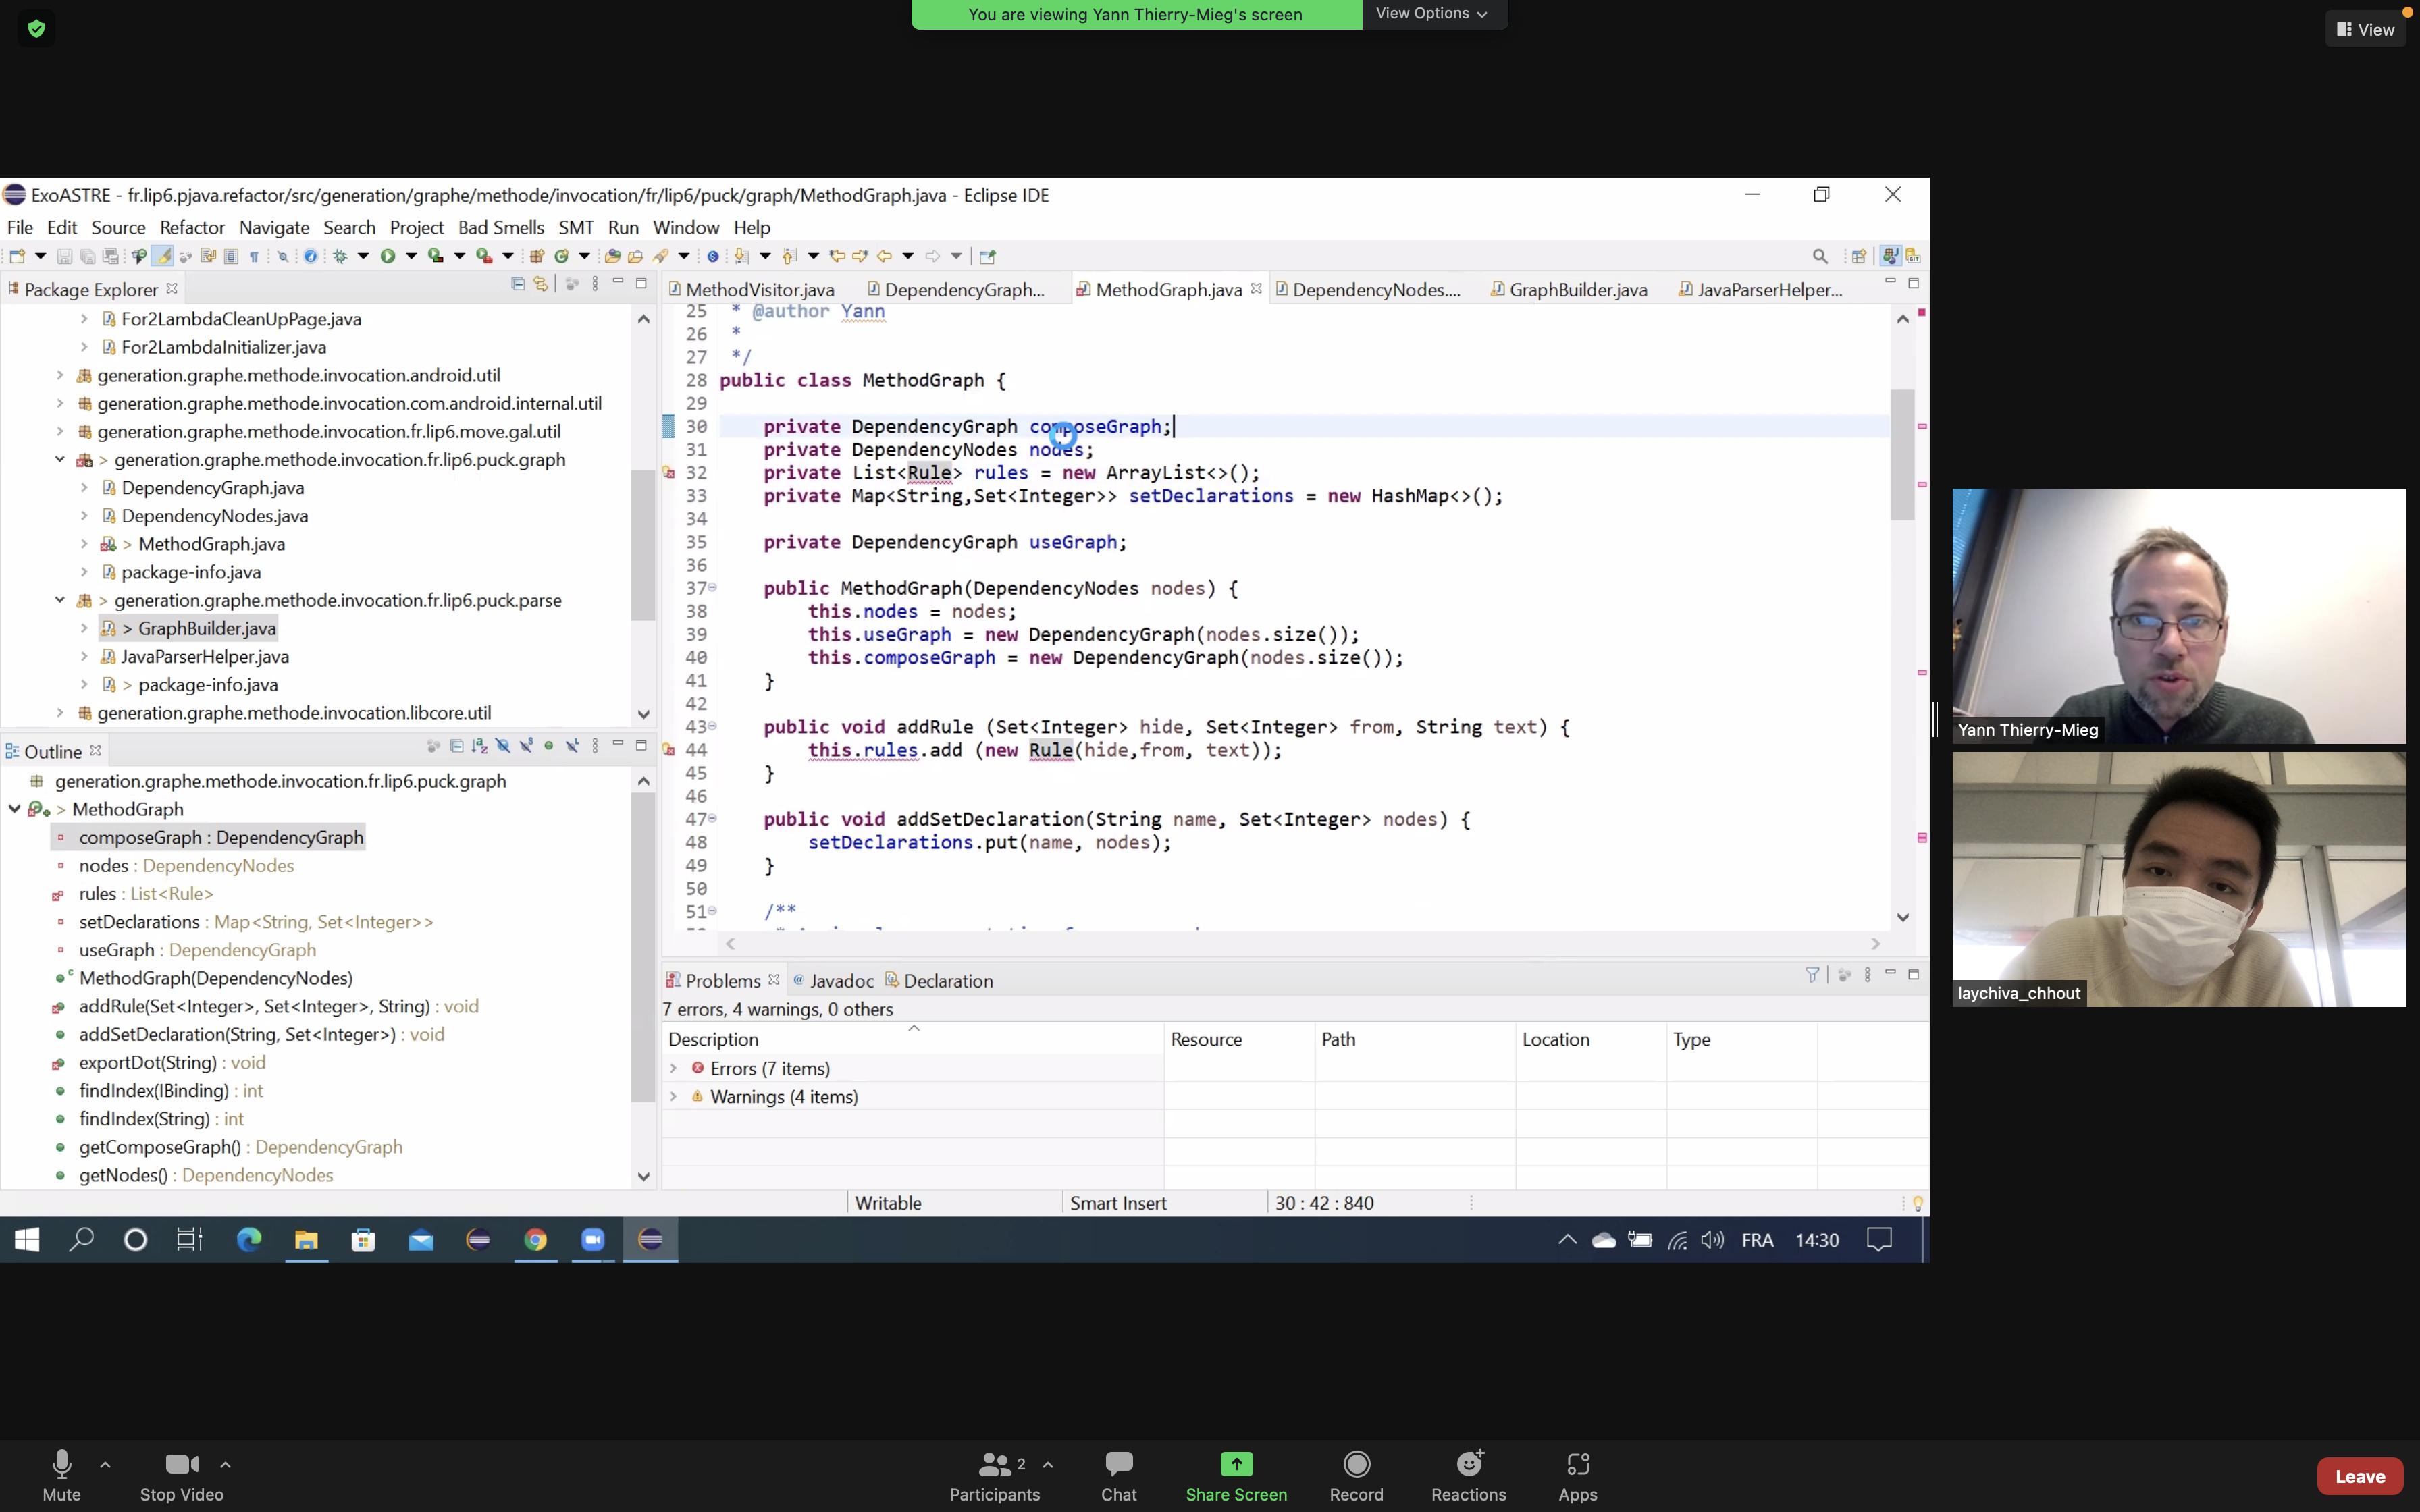 You are viewing Yann Thierry-Mieg's screen
View Options
View
ExoASTRE - fr.lip6.pjava.refactor/src/generation/graphe/methode/invocation/fr/lip6/puck/graph/MethodGraph.java - Eclipse IDE
File Edit Source Refactor Navigate Search Project Bad Smells SMT Run Window Help
Package Explorer
For2LambdaCleanUpPage.java
For2LambdaInitializer.java
generation.graphe.methode.invocation.android.util
generation.graphe.methode.invocation.com.android.internal.util
generation.graphe.methode.invocation.fr.lip6.move.gal.util
> generation.graphe.methode.invocation.fr.lip6.puck.graph
DependencyGraph.java
DependencyNodes.java
> MethodGraph.java
package-info.java
> generation.graphe.methode.invocation.fr.lip6.puck.parse
> GraphBuilder.java
JavaParserHelper.java
> package-info.java
generation.graphe.methode.invocation.libcore.util
Outline
generation.graphe.methode.invocation.fr.lip6.puck.graph
> MethodGraph
composeGraph : DependencyGraph
nodes : DependencyNodes
rules : List<Rule>
setDeclarations : Map<String, Set<Integer>>
useGraph : DependencyGraph
MethodGraph(DependencyNodes)
addRule(Set<Integer>, Set<Integer>, String) : void
addSetDeclaration(String, Set<Integer>) : void
exportDot(String) : void
findIndex(IBinding) : int
findIndex(String) : int
getComposeGraph() : DependencyGraph
getNodes() : DependencyNodes
MethodVisitor.java DependencyGraph... MethodGraph.java DependencyNodes.... GraphBuilder.java JavaParserHelper...
25 * @author Yann
26 *
27 */
28 public class MethodGraph {
29
30 private DependencyGraph composeGraph;
31 private DependencyNodes nodes;
32 private List<Rule> rules = new ArrayList<>();
33 private Map<String,Set<Integer>> setDeclarations = new HashMap<>();
34
35 private DependencyGraph useGraph;
36
37 public MethodGraph(DependencyNodes nodes) {
38 this.nodes = nodes;
39 this.useGraph = new DependencyGraph(nodes.size());
40 this.composeGraph = new DependencyGraph(nodes.size());
41 }
42
43 public void addRule (Set<Integer> hide, Set<Integer> from, String text) {
44 this.rules.add (new Rule(hide,from, text));
45 }
46
47 public void addSetDeclaration(String name, Set<Integer> nodes) {
48 setDeclarations.put(name, nodes);
49 }
50
51 /**
Problems Javadoc Declaration
7 errors, 4 warnings, 0 others
Description Resource Path Location Type
Errors (7 items)
Warnings (4 items)
Writable Smart Insert 30 : 42 : 840
FRA 14:30
Yann Thierry-Mieg
laychiva_chhout
Mute
Stop Video
2
Participants
Chat
Share Screen
Record
Reactions
Apps
Leave